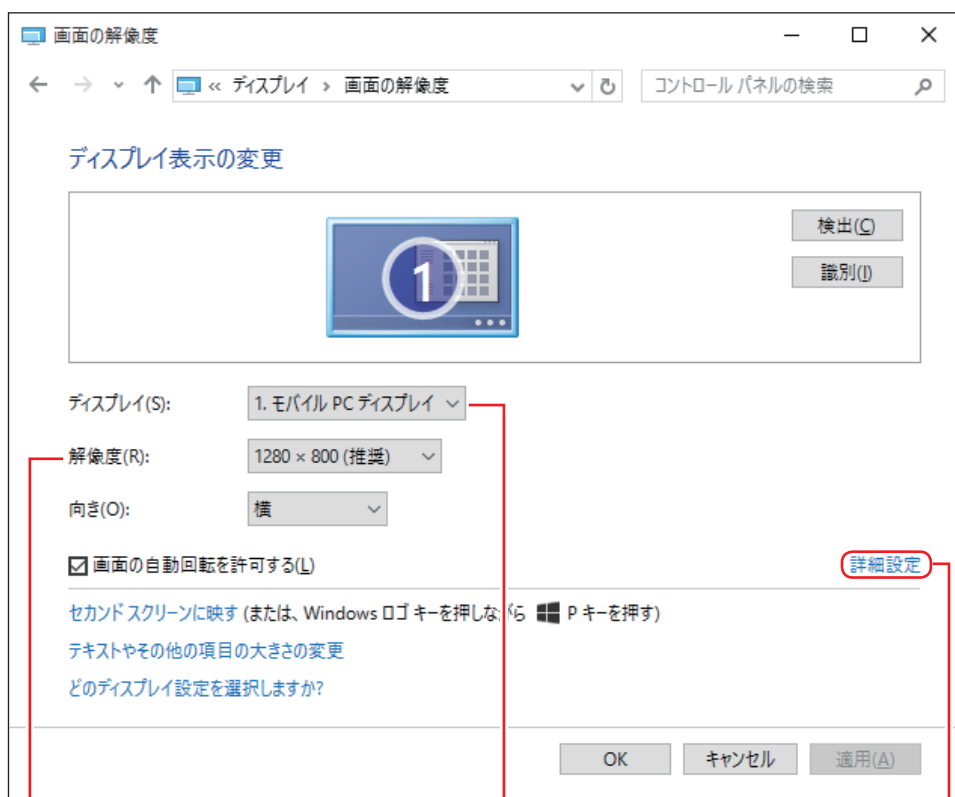 画面の解像度
« ディスプレイ › 画面の解像度
コントロール パネルの検索
ディスプレイ表示の変更
検出(C)
識別(I)
1
ディスプレイ(S):
1. モバイル PC ディスプレイ
解像度(R):
1280 × 800 (推奨)
向き(O):
横
画面の自動回転を許可する(L)
詳細設定
セカンド スクリーンに映す (または、Windows ロゴ キーを押しながら P キーを押す)
テキストやその他の項目の大きさの変更
どのディスプレイ設定を選択しますか?
OK
キャンセル
適用(A)